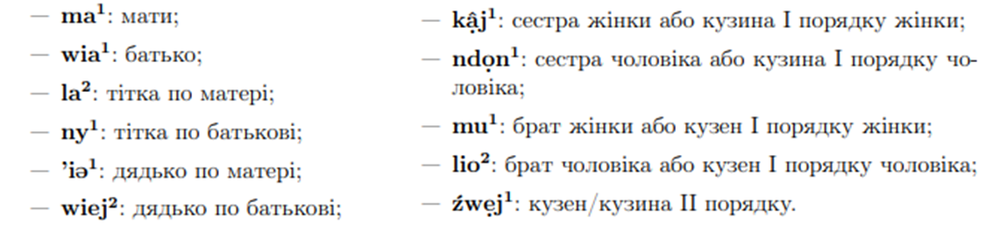 — ma¹: мати;
— wia¹: батько;
— la²: тітка по матері;
— ny¹: тітка по батькові;
— ’iə¹: дядько по матері;
— wiej²: дядько по батькові;
— kậj¹: сестра жінки або кузина I порядку жінки;
— ndọn¹: сестра чоловіка або кузина I порядку чо-
ловіка;
— mu¹: брат жінки або кузен I порядку жінки;
— lio²: брат чоловіка або кузен I порядку чоловіка;
— źwẹj¹: кузен/кузина II порядку.